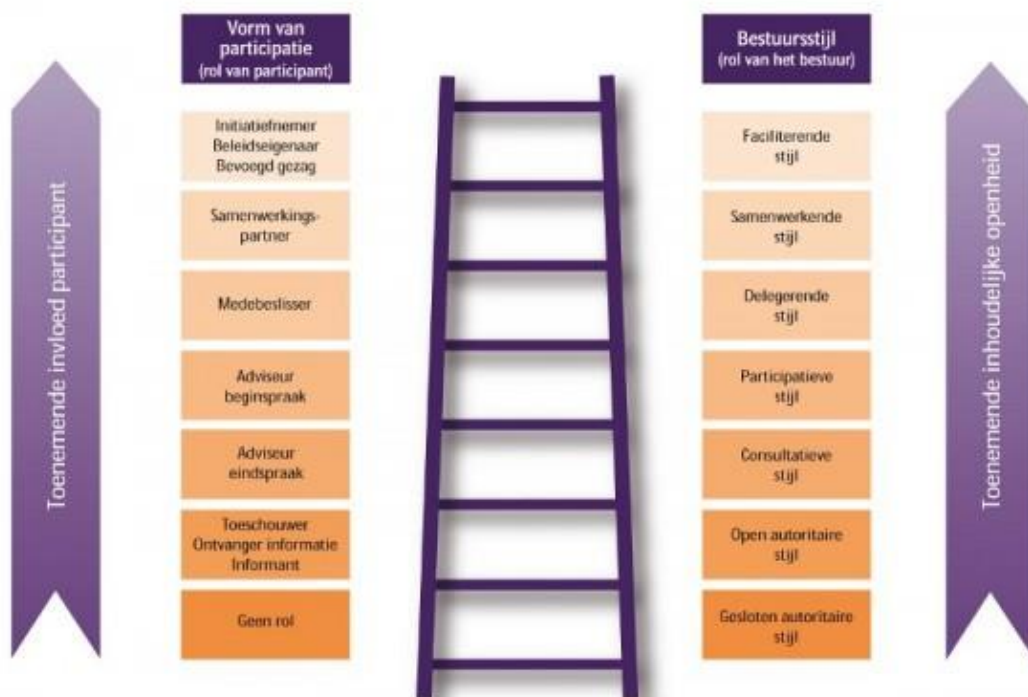 Vorm van
participatie
(rol van participant)
Bestuursstijl
(rol van het bestuur)
Toenemende invloed participant
Initiatiefnemer
Beleidseigenaar
Bevoegd gezag
Faciliterende
stijl
Samenwerkings-
partner
Samenwerkende
stijl
Medebeslisser
Delegerende
stijl
Adviseur
beginspraak
Participatieve
stijl
Adviseur
eindspraak
Consultatieve
stijl
Toeschouwer
Ontvanger informatie
Informant
Open autoritaire
stijl
Geen rol
Gesloten autoritaire
stijl
Toenemende inhoudelijke openheid